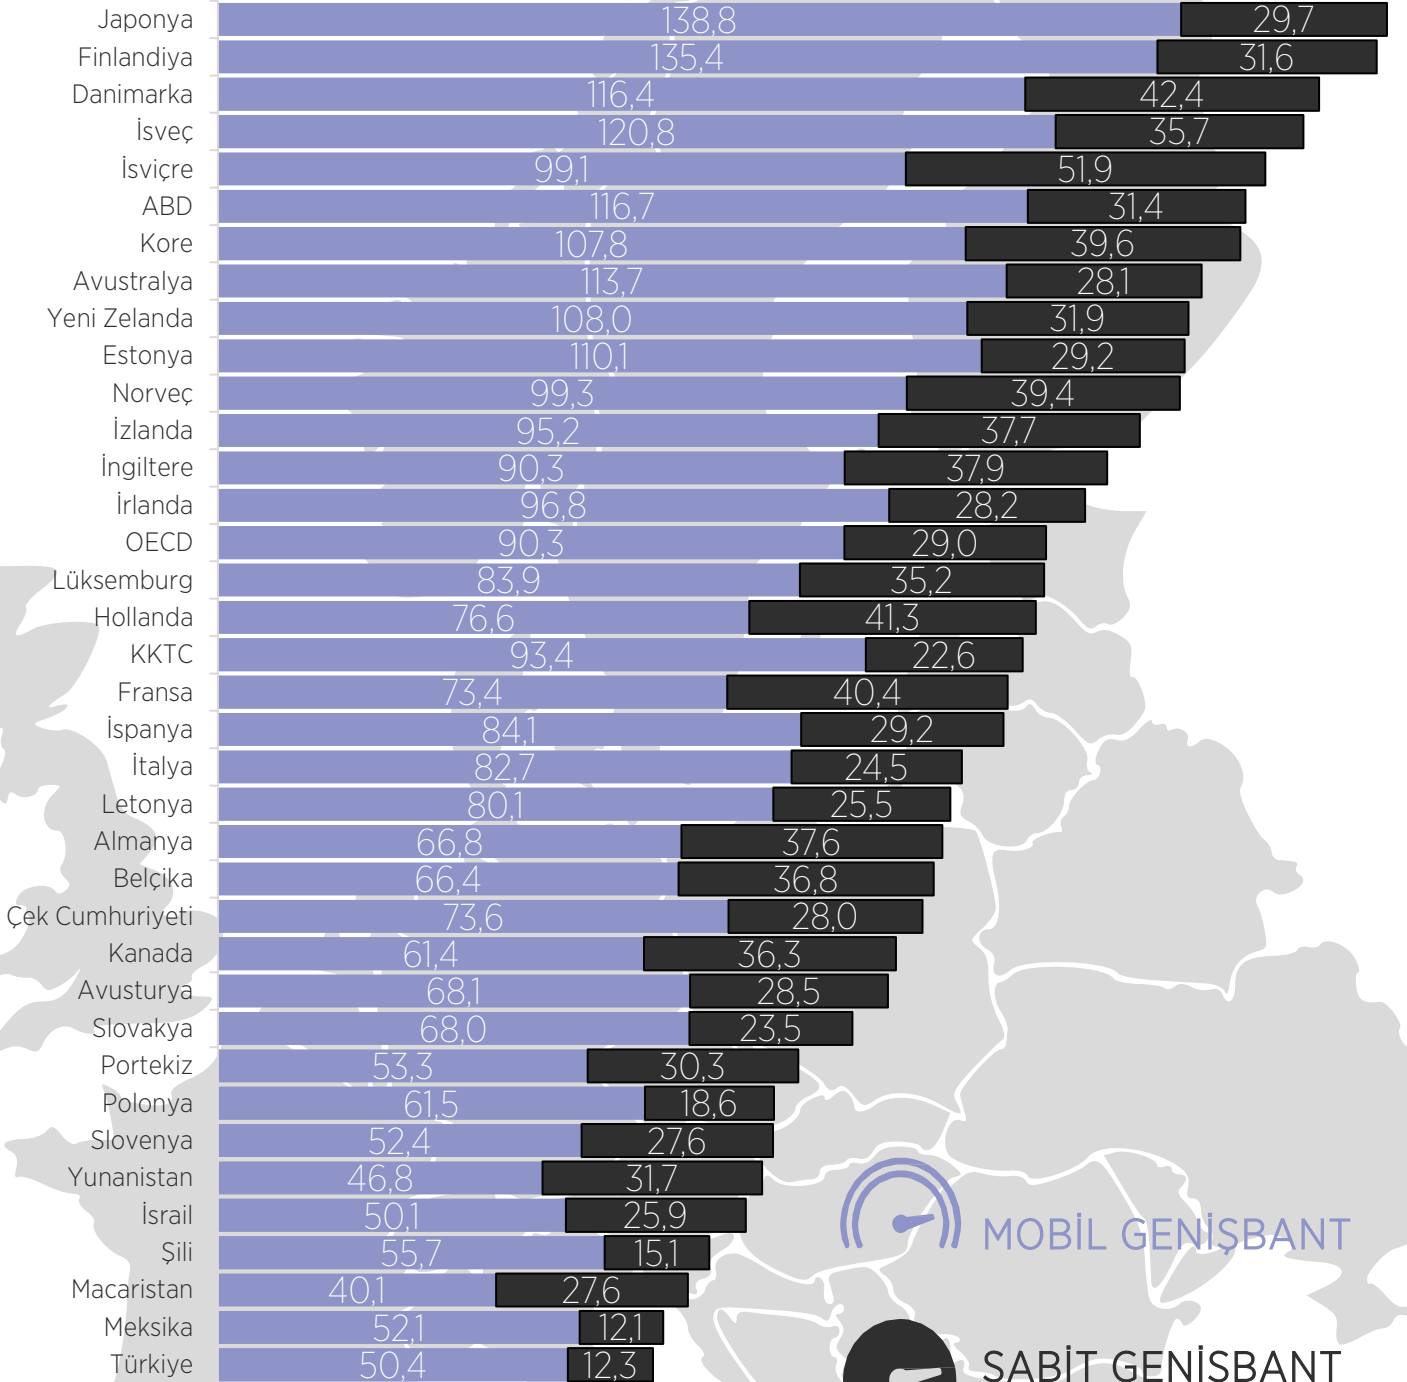 Japonya 138,8 29,7
Finlandiya 135,4 31,6
Danimarka 116,4 42,4
İsveç 120,8 35,7
İsviçre 99,1 51,9
ABD 116,7 31,4
Kore 107,8 39,6
Avustralya 113,7 28,1
Yeni Zelanda 108,0 31,9
Estonya 110,1 29,2
Norveç 99,3 39,4
İzlanda 95,2 37,7
İngiltere 90,3 37,9
İrlanda 96,8 28,2
OECD 90,3 29,0
Lüksemburg 83,9 35,2
Hollanda 76,6 41,3
KKTC 93,4 22,6
Fransa 73,4 40,4
İspanya 84,1 29,2
İtalya 82,7 24,5
Letonya 80,1 25,5
Almanya 66,8 37,6
Belçika 66,4 36,8
Çek Cumhuriyeti 73,6 28,0
Kanada 61,4 36,3
Avusturya 68,1 28,5
Slovakya 68,0 23,5
Portekiz 53,3 30,3
Polonya 61,5 18,6
Slovenya 52,4 27,6
Yunanistan 46,8 31,7
İsrail 50,1 25,9
MOBİL GENİŞBANT
Şili 55,7 15,1
Macaristan 40,1 27,6
Meksika 52,1 12,1
Türkiye 50,4 12,3
SABİT GENİŞBANT